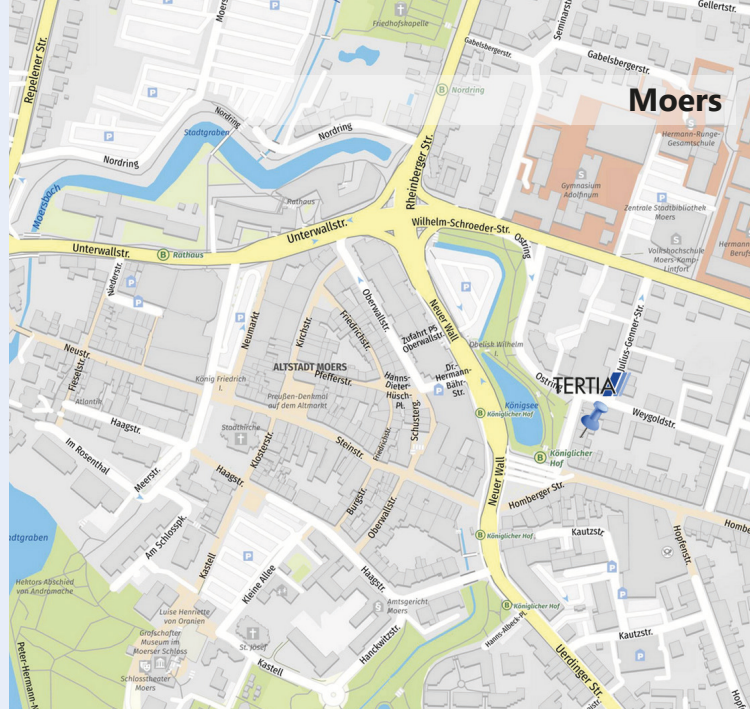 Gellertstr.
Moers
Seminarstr.
Friedhofskapelle
Repelener Str.
Gabelsbergerstr.
Gabelsbergerstr.
P
B Nordring
Moers
Nordring
Stadtgraben
Nordring
P
Hermann-Runge-
Gesamtschule
Nordring
S
Gymnasium
Adolfinum
Rheinberger Str.
Moersbach
P
Zentrale Stadtbibliothek
Moers
Rathaus
Wilhelm-Schroeder-Str.
Unterwallstr.
Ostring
Volkshochschule
Moers-Kamp-
Lintfort
Unterwallstr.
B Rathaus
Niederstr.
P
P
P
Oberwallstr.
Neuer Wall
P
Neumarkt
Kirchstr.
Friedrichstr.
Zufahrt P5
Oberwallstr.
Julius-Genner-Str.
Obelisk Wilhelm
I.
Neustr.
Fieselstr.
ALTSTADT MOERS
Pfefferstr.
König Friedrich
I.
Dr.-
Hermann-
Bähr-
Str.
P
Hanns-
Dieter-
Hüsch-
Pl.
TERTIA
Preußen-Denkmal
auf dem Altmarkt
Atlantik
Königsee
B Königlicher Hof
Weygoldstr.
Haagstr.
Stadtkirche
Schusterg.
Friedrichstr.
Klosterstr.
Steinstr.
Im Rosenthal
Meerstr.
B Königlicher
Hof
Haagstr.
Neuer Wall
Homberger Str.
Burgstr.
Oberwallstr.
Am Schlosspk.
Kastell
P
B Königlicher Hof
Kautzstr.
Hopfenstr.
Kleine Allee
Haagstr.
P
Hektors Abschied
von Andromache
Luise Henriette
von Oranien
Amtsgericht
Moers
B Königlicher Hof
P
Grafschafter
Museum im
Moerser Schloss
St. Josef
Hanckwitzstr.
Hanns-Albeck-Pl.
Kautzstr.
P
Kastell
Uerdinger Str.
Schlosstheater
Moers